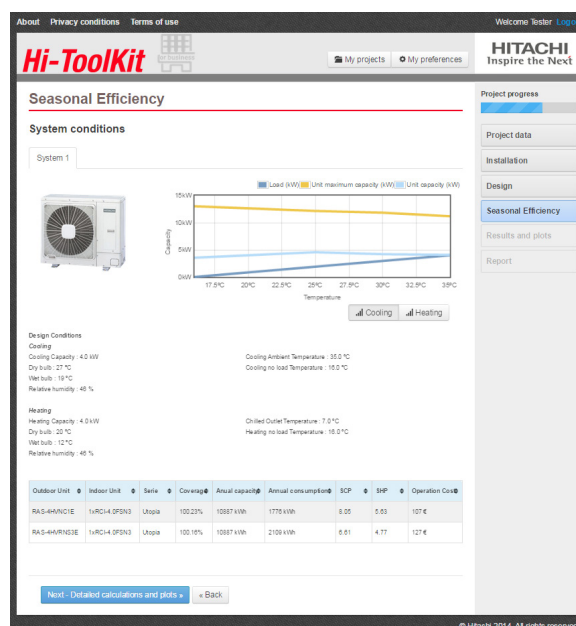 About Privacy conditions Terms of use
Welcome Tester Logo
Hi-ToolKit for business
My projects My preferences
HITACHI
Inspire the Next
Seasonal Efficiency
Project progress
System conditions
Project data
System 1
Installation
Design
Seasonal Efficiency
Results and plots
Report
Load (kW) Unit maximum capacity (kW) Unit capacity (kW)
15kW
10kW
5kW
0kW
Capacity
17.5ºC 20ºC 22.5ºC 25ºC 27.5ºC 30ºC 32.5ºC 35ºC
Temperature
Cooling Heating
Design Conditions
Cooling
Cooling Capacity : 4.0 kW Cooling Ambient Temperature : 35.0 ºC
Dry bulb : 27 ºC Cooling no load Temperature : 16.0 ºC
Wet bulb : 19 ºC
Relative humidity : 46 %
Heating
Heating Capacity : 4.0 kW Chilled Outlet Temperature : 7.0 ºC
Dry bulb : 20 ºC Heating no load Temperature : 16.0 ºC
Wet bulb : 12 ºC
Relative humidity : 46 %
Outdoor Unit Indoor Unit Serie Coverage Anual capacity Annual consumption SCP SHP Operation Cost
RAS-4HVNC1E 1xRCI-4.0FSN3 Utopia 100.23% 10887 kWh 1776 kWh 8.05 5.63 107 €
RAS-4HVRNS3E 1xRCI-4.0FSN3 Utopia 100.16% 10887 kWh 2109 kWh 6.61 4.77 127 €
Next - Detailed calculations and plots » « Back
© Hitachi 2014. All rights reserved